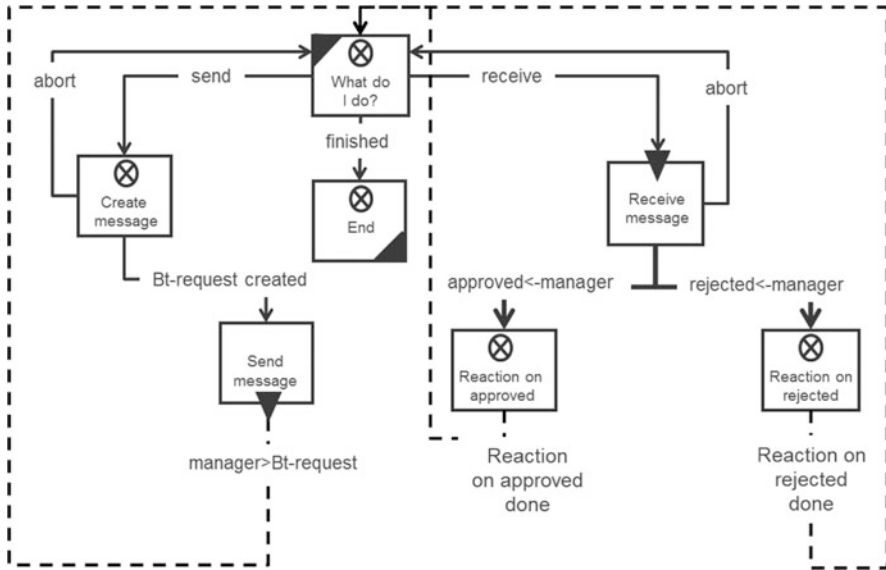 What do
I do?
abort
send
receive
abort
finished
Create
message
End
Receive
message
Bt-request created
approved<-manager
rejected<-manager
Send
message
Reaction on
approved
Reaction on
rejected
manager>Bt-request
Reaction
on approved
done
Reaction on
rejected
done